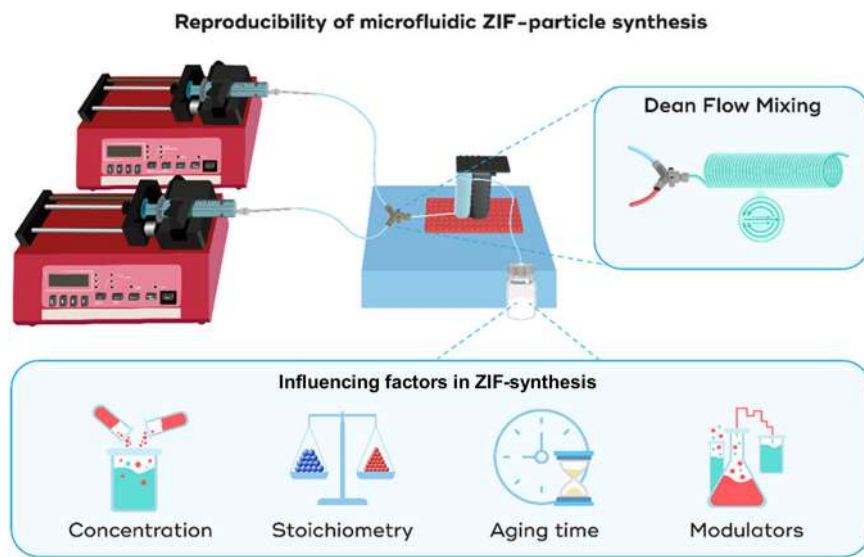 Reproducibility of microfluidic ZIF-particle synthesis
Dean Flow Mixing
Influencing factors in ZIF-synthesis
Concentration
Stoichiometry
Aging time
Modulators